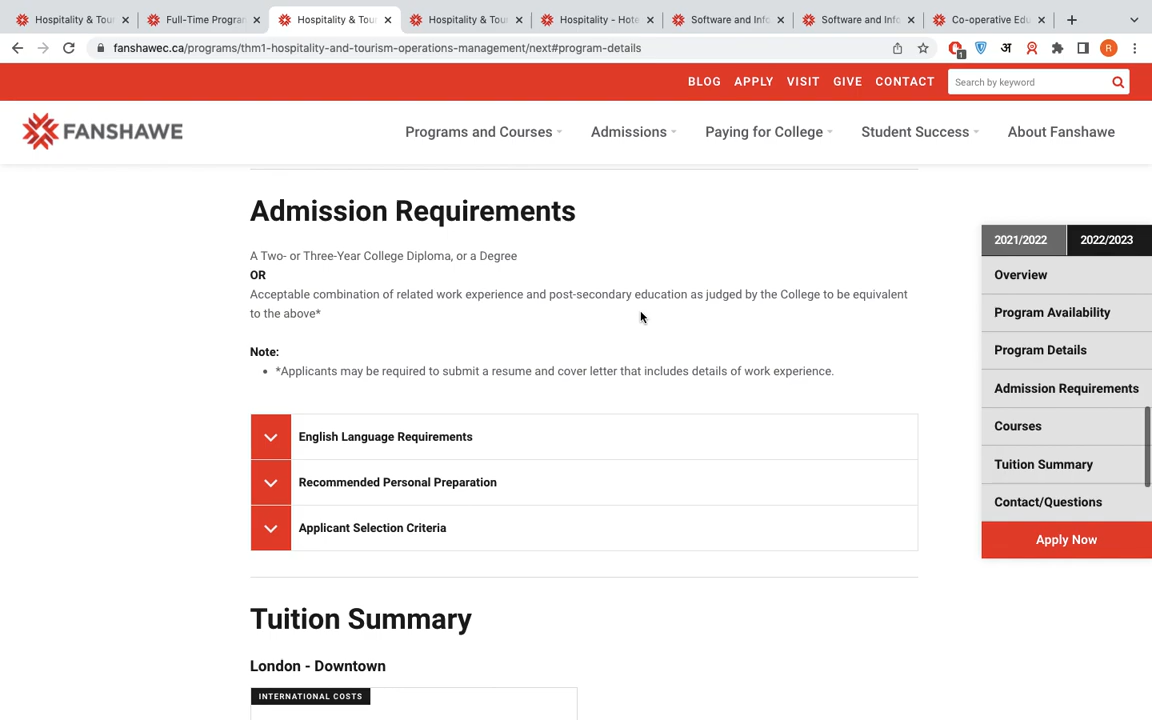 Hospitality & Tour
Full-Time Progra
Hospitality & Tour
Hospitality & Tour
Hospitality - Hote
Software and Info
Software and Info
Co-operative Edu
fanshawec.ca/programs/thm1-hospitality-and-tourism-operations-management/next#program-details
1
अ
R
BLOG APPLY VISIT GIVE CONTACT Search by keyword
FANSHAWE
Programs and Courses Admissions Paying for College Student Success About Fanshawe
Admission Requirements
A Two- or Three-Year College Diploma, or a Degree
OR
Acceptable combination of related work experience and post-secondary education as judged by the College to be equivalent
to the above*
Note:
• *Applicants may be required to submit a resume and cover letter that includes details of work experience.
English Language Requirements
Recommended Personal Preparation
Applicant Selection Criteria
Tuition Summary
London - Downtown
INTERNATIONAL COSTS
2021/2022 2022/2023
Overview
Program Availability
Program Details
Admission Requirements
Courses
Tuition Summary
Contact/Questions
Apply Now